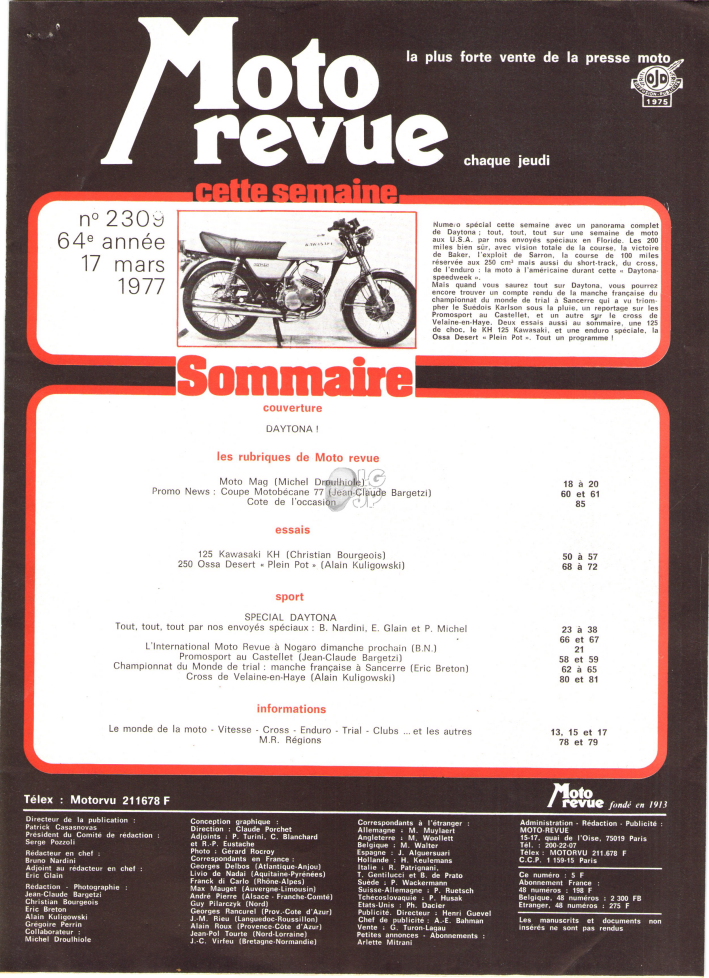 Moto revue
la plus forte vente de la presse moto
OJD
1975
chaque jeudi
cette semaine
n° 2309
64e année
17 mars
1977
KAWASAKI
Nume:o spécial cette semaine avec un panorama complet
de Daytona ; tout, tout, tout sur une semaine de moto
aux U.S.A. par nos envoyés spéciaux en Floride. Les 200
miles bien sûr, avec vision totale de la course, la victoire
de Baker, l'exploit de Sarron, la course de 100 miles
réservée aux 250 cm³ mais aussi du short-track, du cross,
de l'enduro : la moto à l'américaine durant cette « Daytona-
speedweek ».
Mais quand vous saurez tout sur Daytona, vous pourrez
encore trouver un compte rendu de la manche française du
championnat du monde de trial à Sancerre qui a vu triom-
pher le Suédois Karlson sous la pluie, un reportage sur les
Promosport au Castellet, et un autre sur le cross de
Velaine-en-Haye. Deux essais aussi au sommaire, une 125
de choc, le KH 125 Kawasaki, et une enduro spéciale, la
Ossa Desert « Plein Pot ». Tout un programme !
Sommaire
couverture
DAYTONA !
les rubriques de Moto revue
Moto Mag (Michel Droulhiole) 18 à 20
Promo News : Coupe Motobécane 77 (Jean-Claude Bargetzi) 60 et 61
Cote de l'occasion 85
LG
JP
essais
125 Kawasaki KH (Christian Bourgeois) 50 à 57
250 Ossa Desert « Plein Pot » (Alain Kuligowski) 68 à 72
sport
SPECIAL DAYTONA
Tout, tout, tout par nos envoyés spéciaux : B. Nardini, E. Glain et P. Michel 23 à 38
66 et 67
L'International Moto Revue à Nogaro dimanche prochain (B.N.) 21
Promosport au Castellet (Jean-Claude Bargetzi) 58 et 59
Championnat du Monde de trial : manche française à Sancerre (Eric Breton) 62 à 65
Cross de Velaine-en-Haye (Alain Kuligowski) 80 et 81
informations
Le monde de la moto - Vitesse - Cross - Enduro - Trial - Clubs ... et les autres 13, 15 et 17
M.R. Régions 78 et 79
Télex : Motorvu 211678 F
Moto revue fondé en 1913
Directeur de la publication :
Patrick Casasnovas
Président du Comité de rédaction :
Serge Pozzoli
Rédacteur en chef :
Bruno Nardini
Adjoint au rédacteur en chef :
Eric Glain
Rédaction - Photographie :
Jean-Claude Bargetzi
Christian Bourgeois
Eric Breton
Alain Kuligowski
Grégoire Perrin
Collaborateur :
Michel Droulhiole
Conception graphique :
Direction : Claude Porchet
Adjoints : P. Turini, C. Blanchard
et R.-P. Eustache
Photo : Gérard Rocroy
Correspondants en France :
Georges Delbos (Atlantique-Anjou)
Livio de Nadai (Aquitaine-Pyrénées)
Franck di Carlo (Rhône-Alpes)
Max Mauget (Auvergne-Limousin)
André Pierre (Alsace - Franche-Comté)
Guy Pilarczyk (Nord)
Georges Rancurel (Prov.-Cote d'Azur)
J.-M. Rieu (Languedoc-Roussillon)
Alain Roux (Provence-Côte d'Azur)
Jean-Pol Tourte (Nord-Lorraine)
J.-C. Virfeu (Bretagne-Normandie)
Correspondants à l'étranger :
Allemagne : M. Muylaert
Angleterre : M. Woollett
Belgique : M. Walter
Espagne : J. Alguersuari
Hollande : H. Keulemans
Italie : R. Patrignani,
T. Gentilucci et B. de Prato
Suède : P. Wackermann
Suisse-Allemagne : P. Ruetsch
Tchécoslovaquie : P. Husak
Etats-Unis : Ph. Dacier
Publicité. Directeur : Henri Guevel
Chef de publicité : A.-E. Bahman
Vente : G. Turon-Lagau
Petites annonces - Abonnements :
Arlette Mitrani
Administration - Rédaction - Publicité :
MOTO-REVUE
15-17, quai de l'Oise, 75019 Paris
Tél. : 200-22-07
Télex : MOTORVU 211.678 F
C.C.P. 1 159-15 Paris
Ce numéro : 5 F
Abonnement France :
48 numéros : 198 F
Belgique, 48 numéros : 2 300 FB
Etranger, 48 numéros : 275 F
Les manuscrits et documents non
insérés ne sont pas rendus